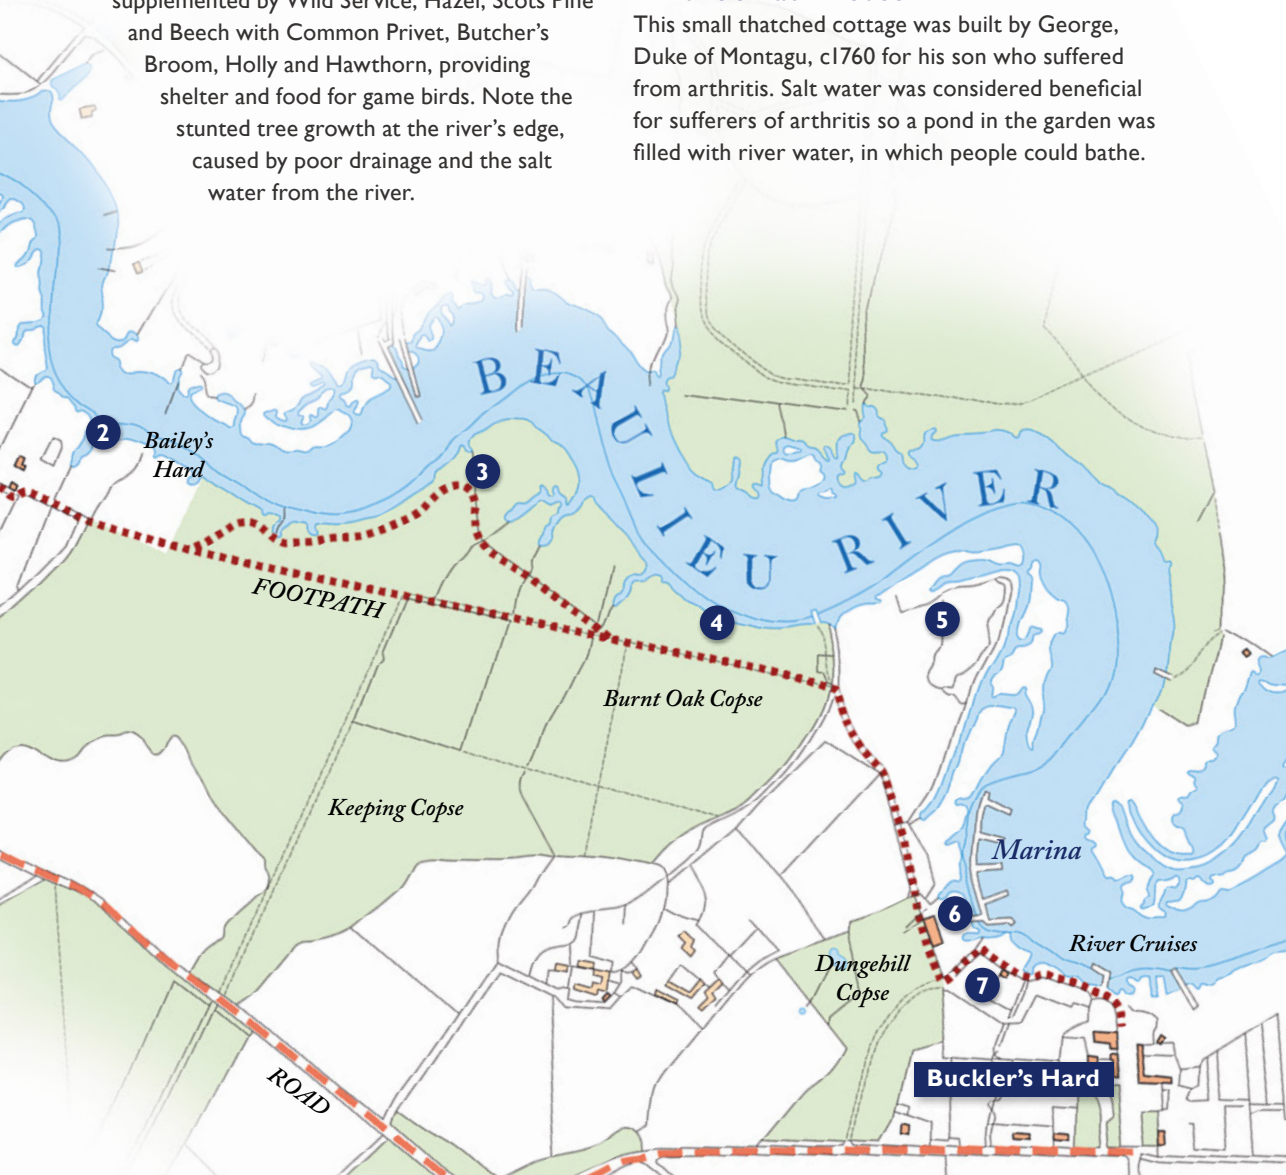 supplemented by Wild Service, Hazel, Scots Pine
and Beech with Common Privet, Butcher's
Broom, Holly and Hawthorn, providing
shelter and food for game birds. Note the
stunted tree growth at the river's edge,
caused by poor drainage and the salt
water from the river.
This small thatched cottage was built by George,
Duke of Montagu, c1760 for his son who suffered
from arthritis. Salt water was considered beneficial
for sufferers of arthritis so a pond in the garden was
filled with river water, in which people could bathe.
BEAULIEU RIVER
2
Bailey's
Hard
3
FOOTPATH
4
5
Burnt Oak Copse
Keeping Copse
Marina
6
River Cruises
Dungehill
Copse
7
Buckler's Hard
ROAD